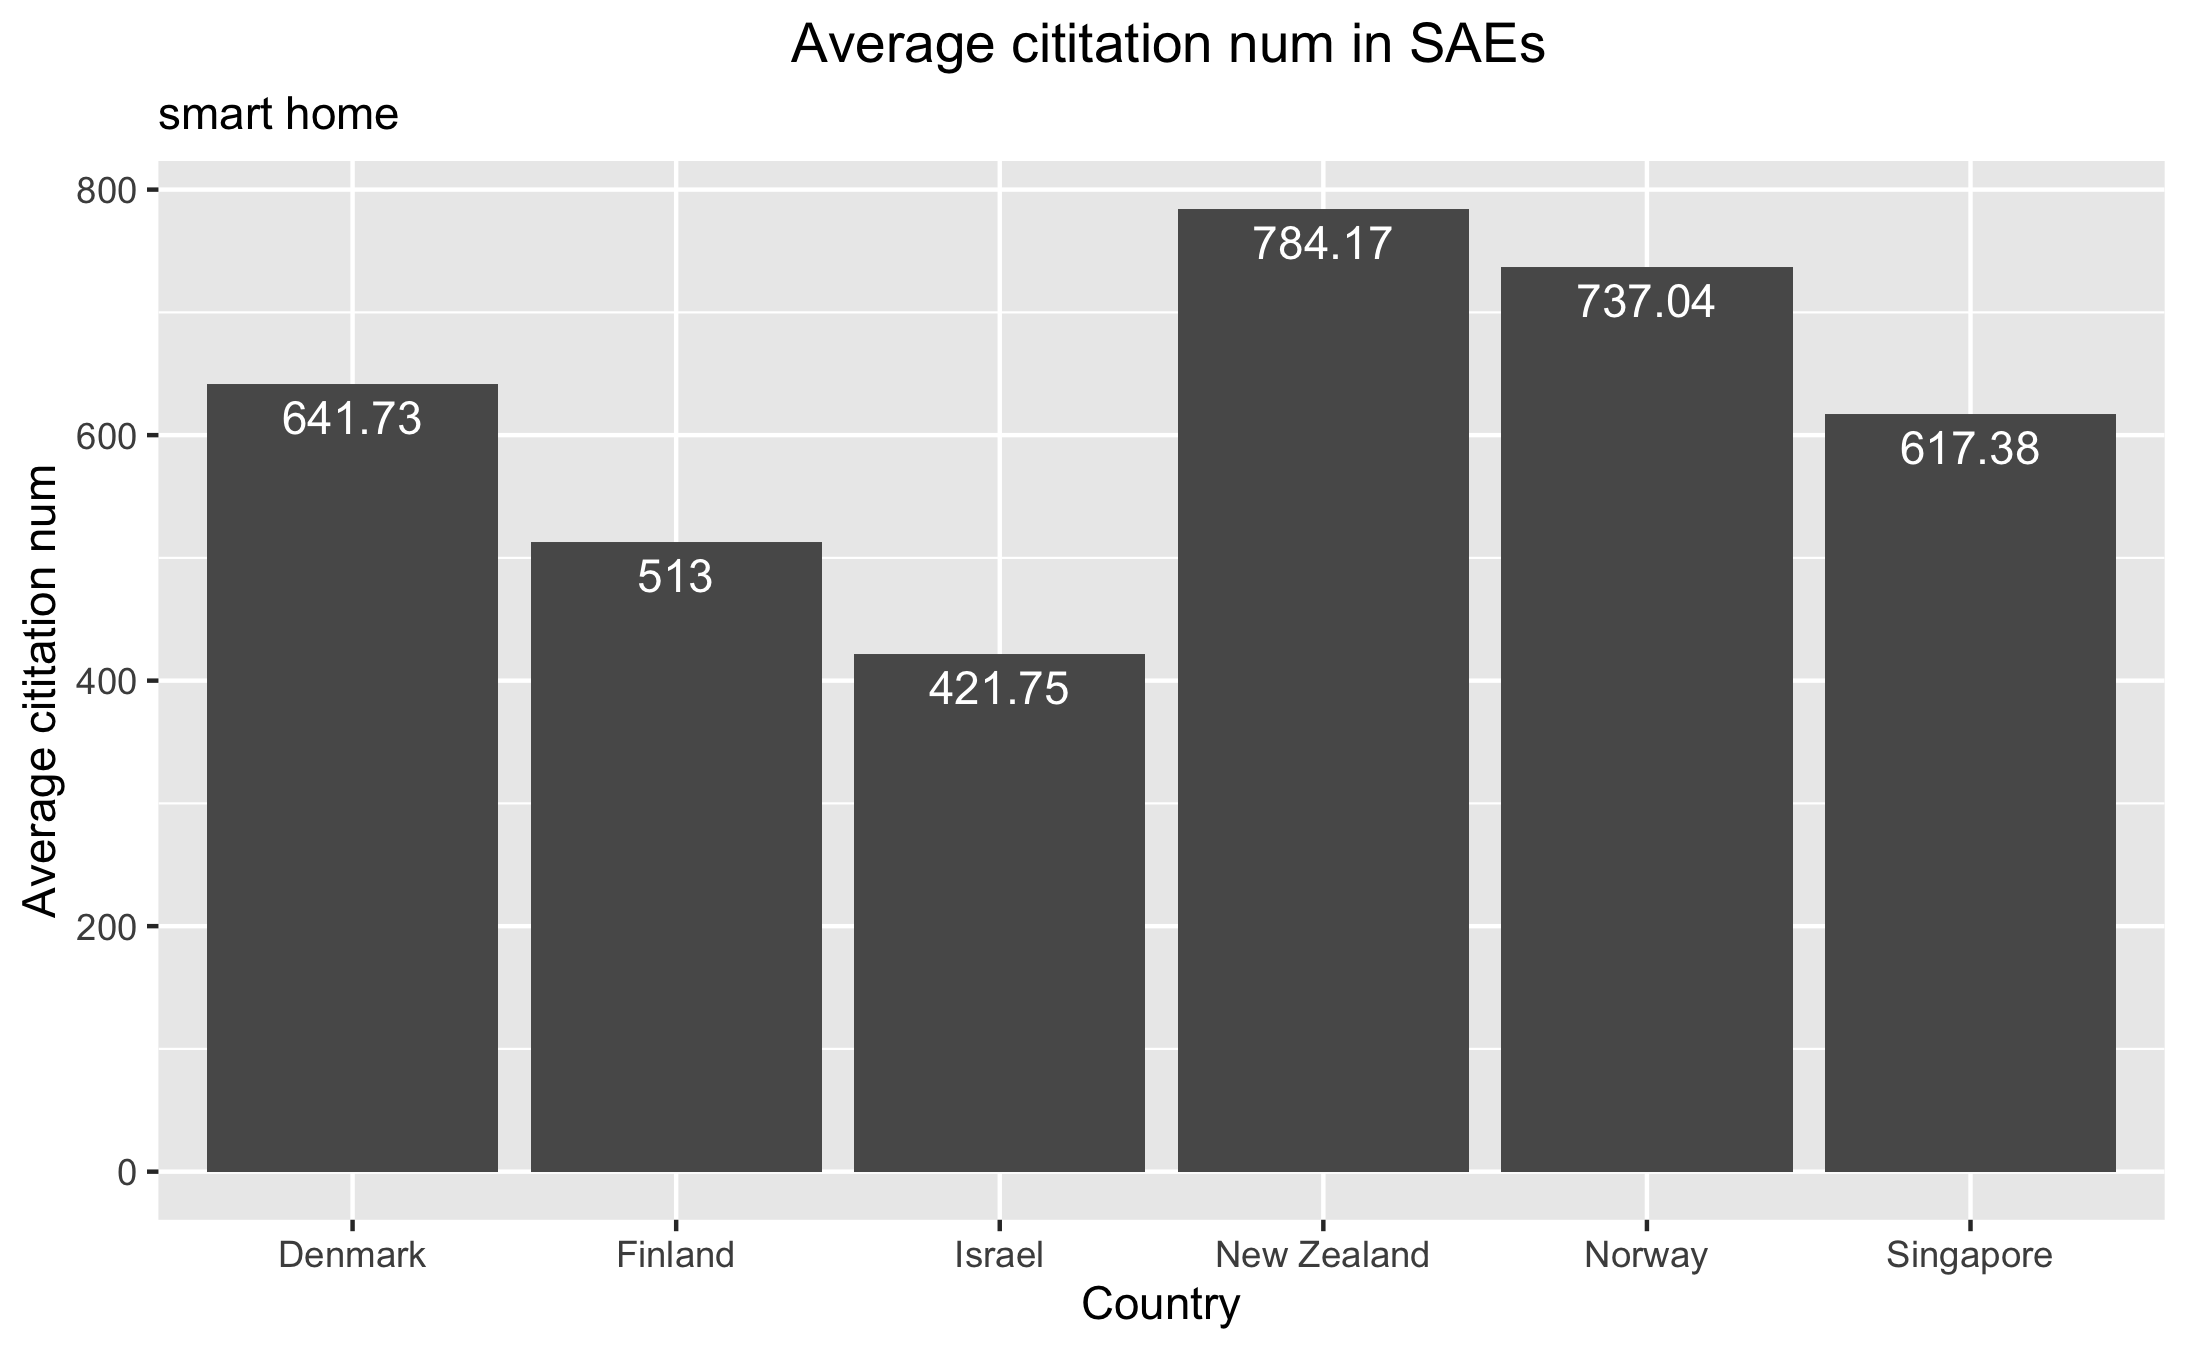 Average cititation num in SAEs
smart home
Average cititation num
800
600
400
200
0
641.73
513
421.75
784.17
737.04
617.38
Denmark
Finland
Israel
New Zealand
Norway
Singapore
Country